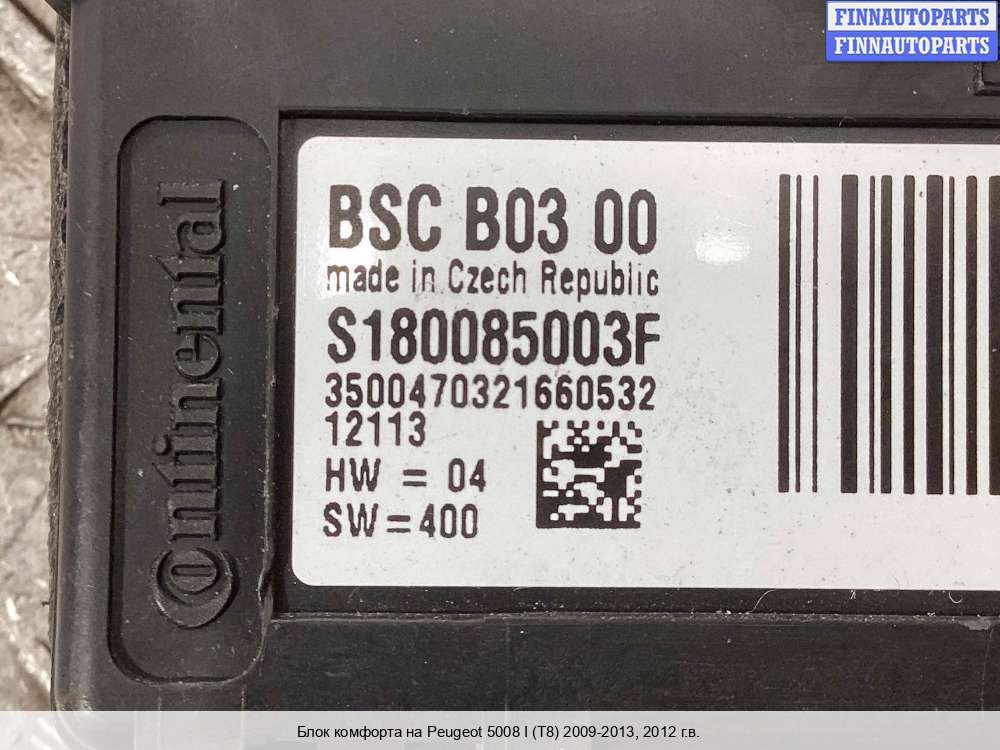 FINNAUTOPARTS
FINNAUTOPARTS
Continental
BSC B03 00
made in Czech Republic
S180085003F
3500470321660532
12113
HW = 04
SW=400
Блок комфорта на Peugeot 5008 I (T8) 2009-2013, 2012 г.в.